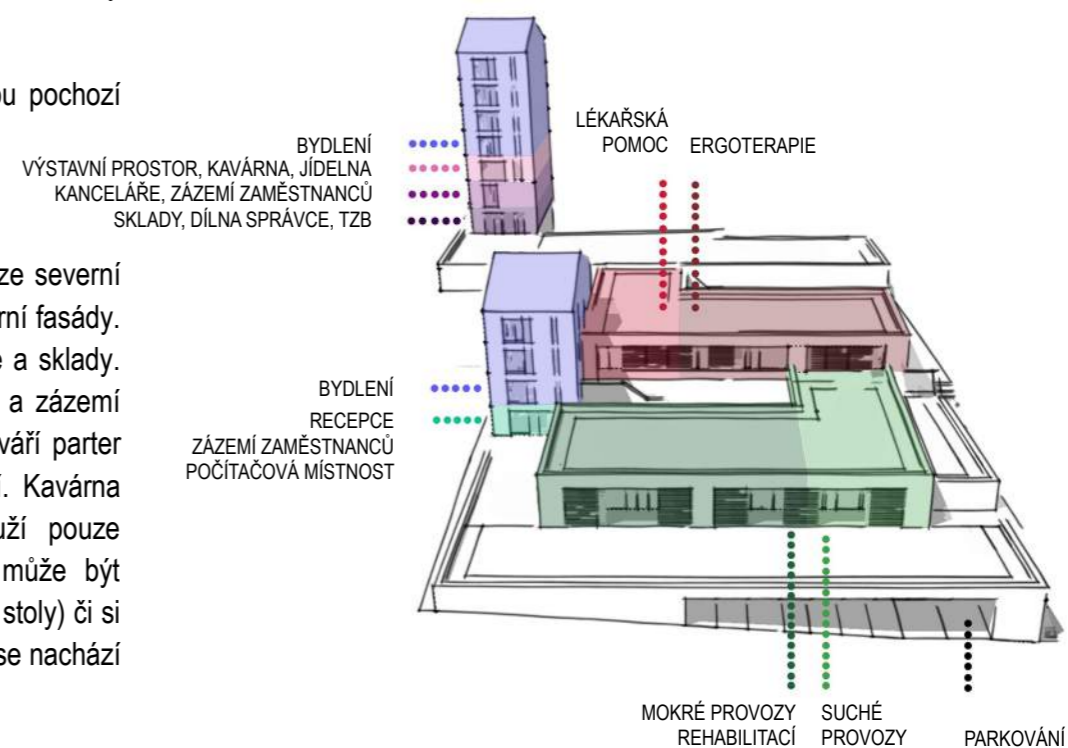 u pochozí
ze severní
rní fasády.
e a sklady.
a zázemí
váří parter
í. Kavárna
uží pouze
může být
stoly) či si
se nachází
BYDLENÍ
VÝSTAVNÍ PROSTOR, KAVÁRNA, JÍDELNA
KANCELÁŘE, ZÁZEMÍ ZAMĚSTNANCŮ
SKLADY, DÍLNA SPRÁVCE, TZB
LÉKAŘSKÁ
POMOC
ERGOTERAPIE
BYDLENÍ
RECEPCE
ZÁZEMÍ ZAMĚSTNANCŮ
POČÍTAČOVÁ MÍSTNOST
MOKRÉ PROVOZY
REHABILITACÍ
SUCHÉ
PROVOZY
PARKOVÁNÍ